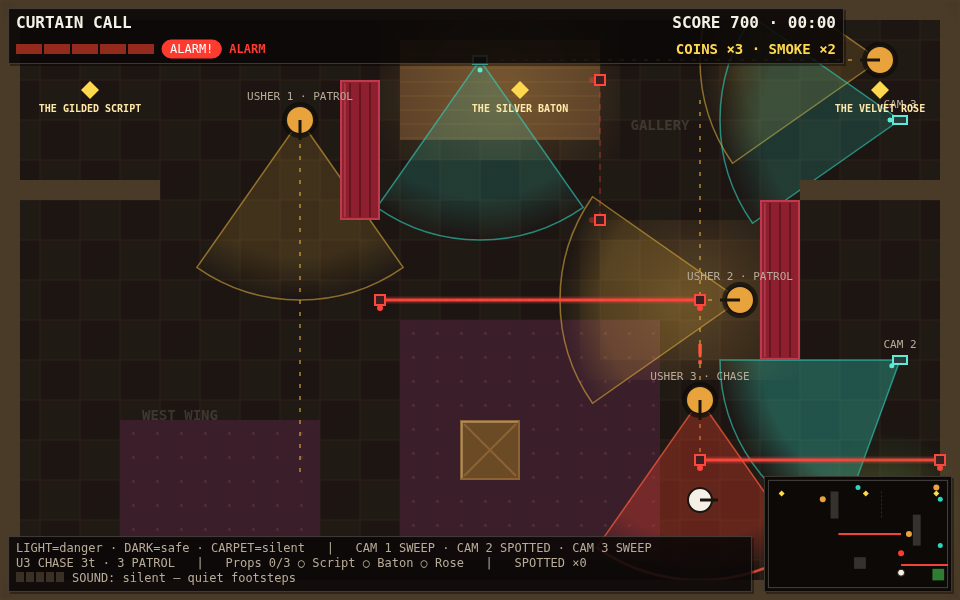 CURTAIN CALL
SCORE 700 · 00:00
ALARM! ALARM
COINS ×3 · SMOKE ×2
USHER 1 · PATROL
THE GILDED SCRIPT
THE SILVER BATON
CAM 3
THE VELVET ROSE
GALLERY
USHER 2 · PATROL
CAM 2
USHER 3 · CHASE
WEST WING
LIGHT=danger · DARK=safe · CARPET=silent | CAM 1 SWEEP · CAM 2 SPOTTED · CAM 3 SWEEP
U3 CHASE 3t · 3 PATROL | Props 0/3 ○ Script ○ Baton ○ Rose | SPOTTED ×0
SOUND: silent — quiet footsteps